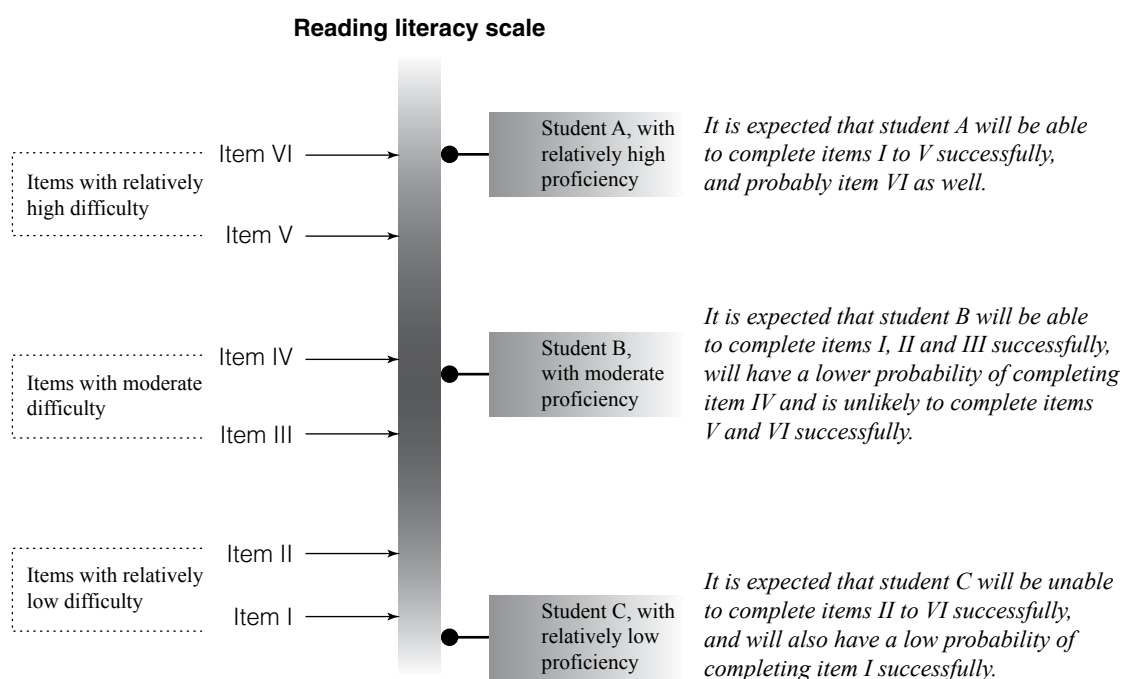 Reading literacy scale
Item VI
Items with relatively
high difficulty
Item V
Student A, with
relatively high
proficiency
It is expected that student A will be able
to complete items I to V successfully,
and probably item VI as well.
Item IV
Items with moderate
difficulty
Item III
Student B,
with moderate
proficiency
It is expected that student B will be able
to complete items I, II and III successfully,
will have a lower probability of completing
item IV and is unlikely to complete items
V and VI successfully.
Item II
Items with relatively
low difficulty
Item I
Student C, with
relatively low
proficiency
It is expected that student C will be unable
to complete items II to VI successfully,
and will also have a low probability of
completing item I successfully.